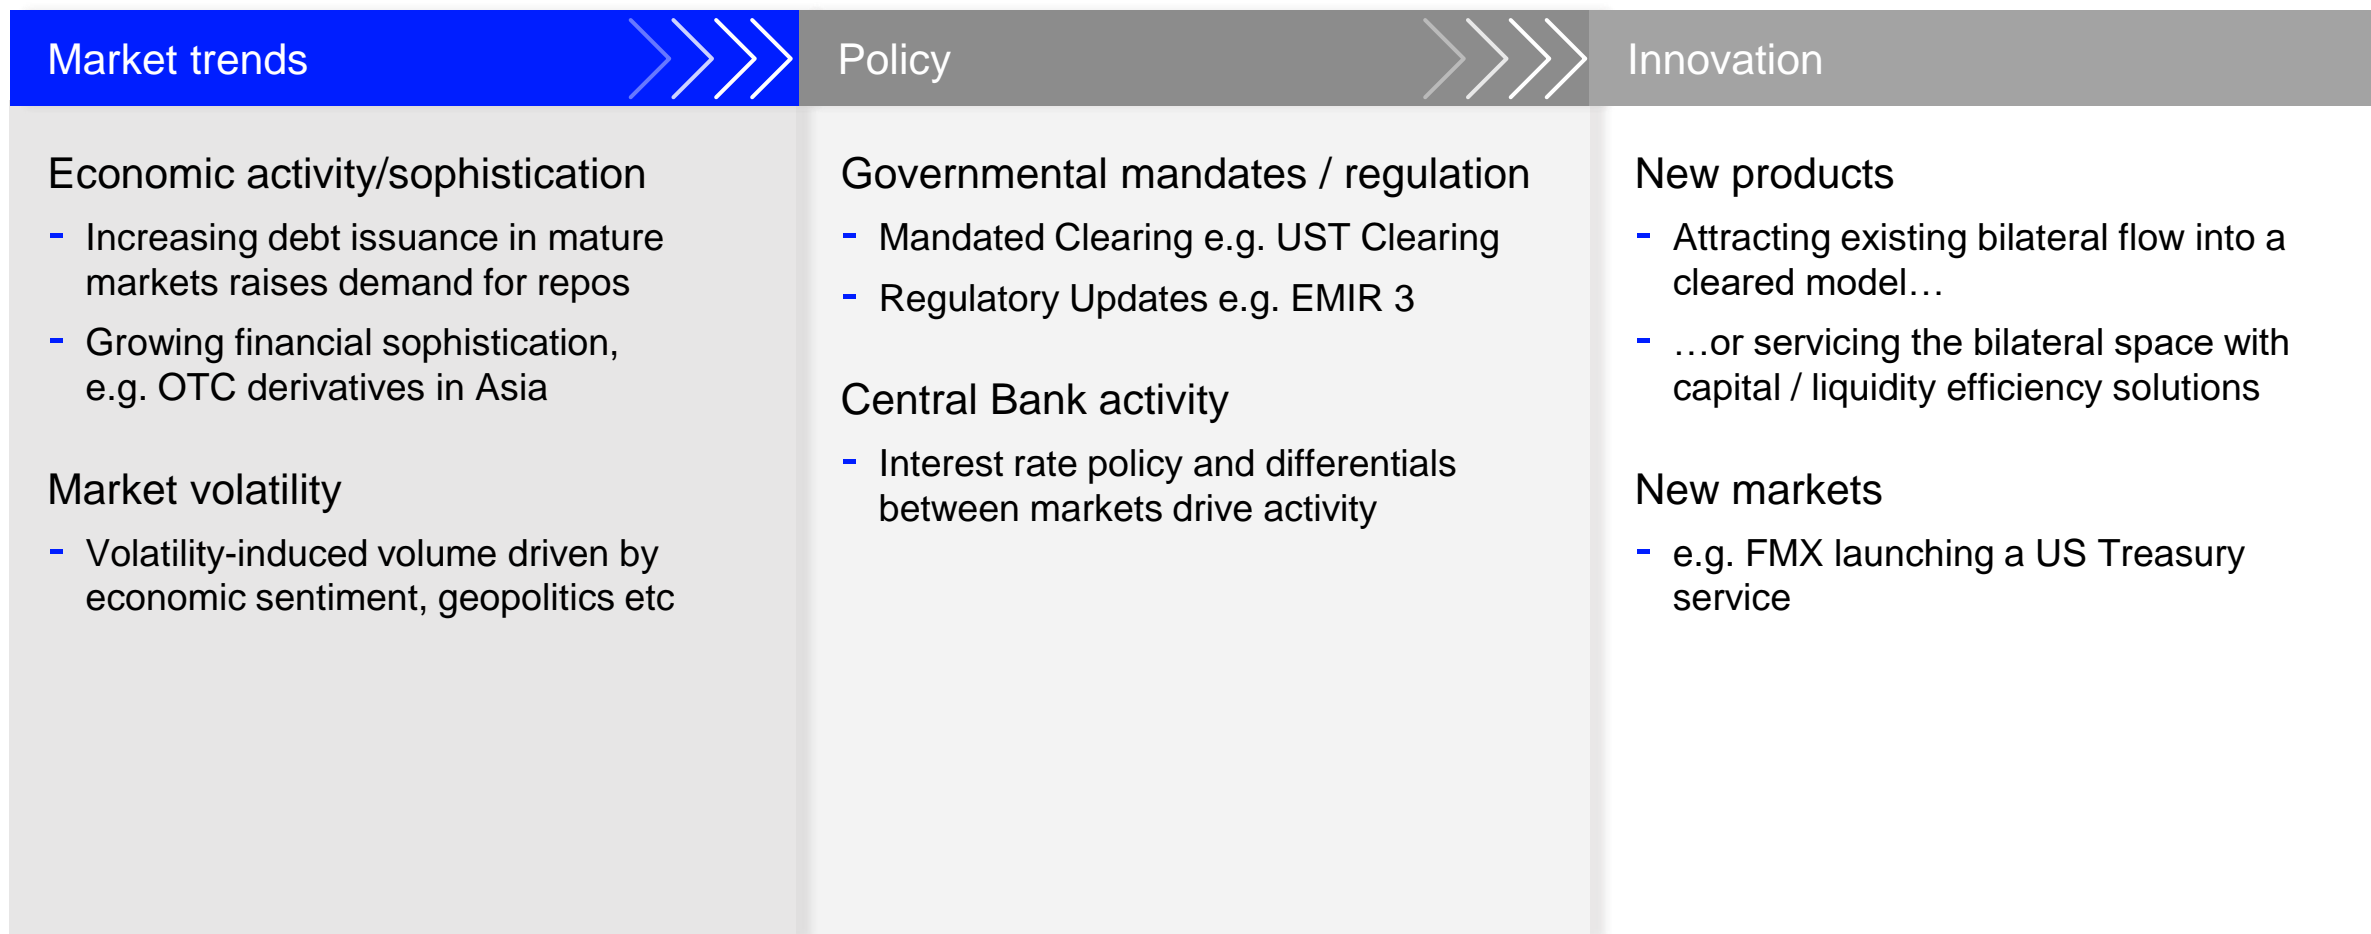 Market trends
Economic activity/sophistication
- Increasing debt issuance in mature
markets raises demand for repos
- Growing financial sophistication,
e.g. OTC derivatives in Asia
Market volatility
- Volatility-induced volume driven by
economic sentiment, geopolitics etc
Policy
Governmental mandates / regulation
- Mandated Clearing e.g. UST Clearing
- Regulatory Updates e.g. EMIR 3
Central Bank activity
- Interest rate policy and differentials
between markets drive activity
Innovation
New products
- Attracting existing bilateral flow into a
cleared model…
- …or servicing the bilateral space with
capital / liquidity efficiency solutions
New markets
- e.g. FMX launching a US Treasury
service